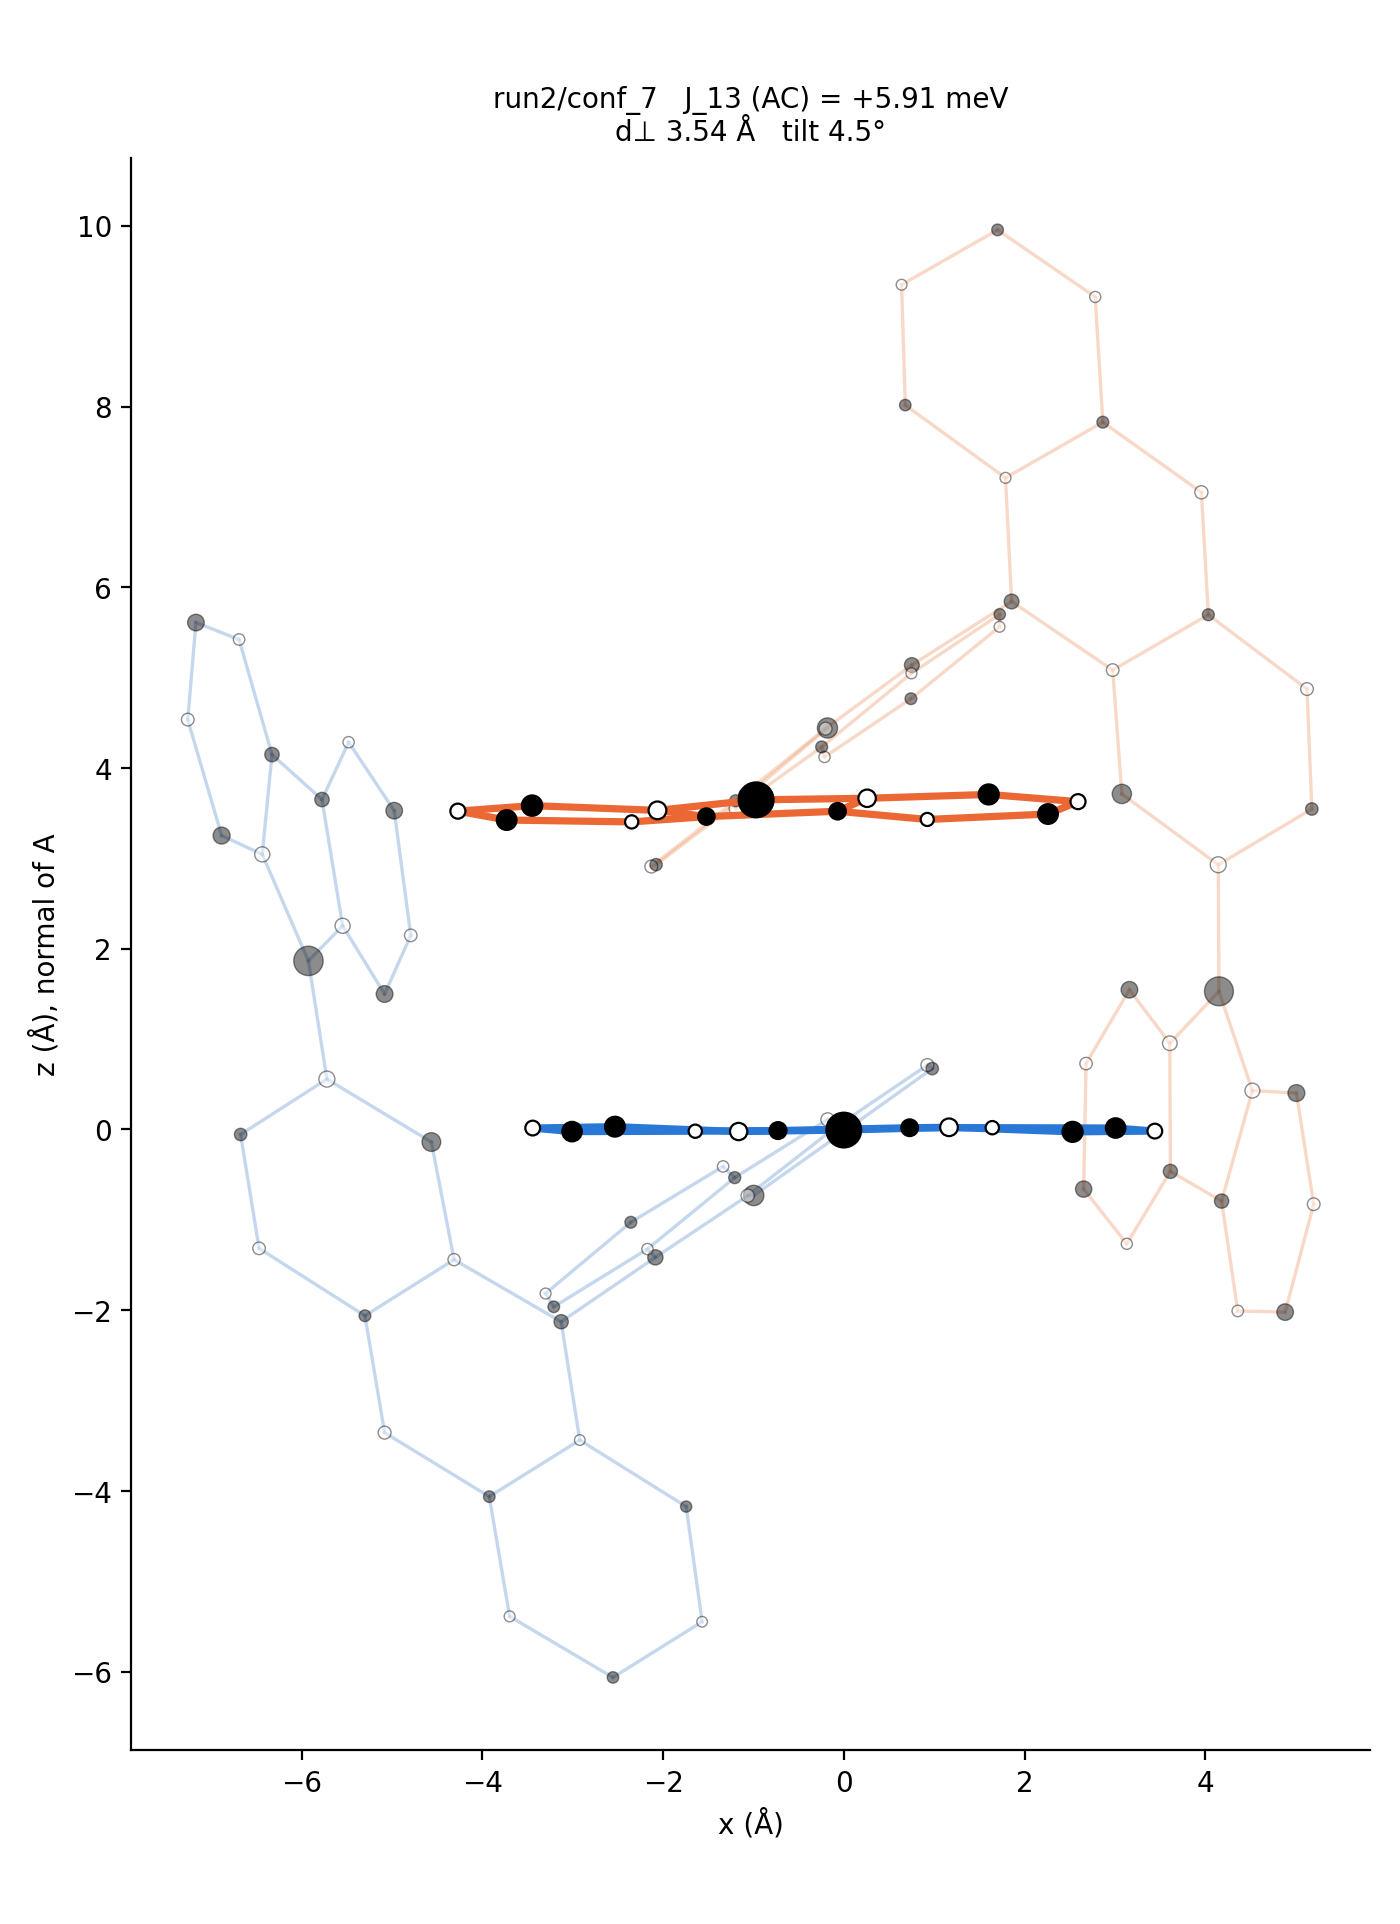 run2/conf_7 J_13 (AC) = +5.91 meV
d⊥ 3.54 Å tilt 4.5°
10
8
6
4
2
0
−2
−4
−6
z (Å), normal of A
−6 −4 −2 0 2 4
x (Å)